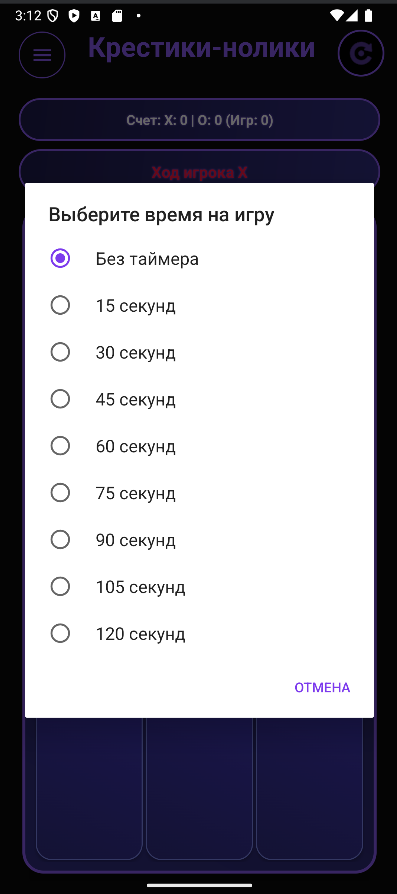 3:12
Крестики-нолики
Счет: X: 0 | O: 0 (Игр: 0)
Ход игрока X
Выберите время на игру
Без таймера
15 секунд
30 секунд
45 секунд
60 секунд
75 секунд
90 секунд
105 секунд
120 секунд
ОТМЕНА